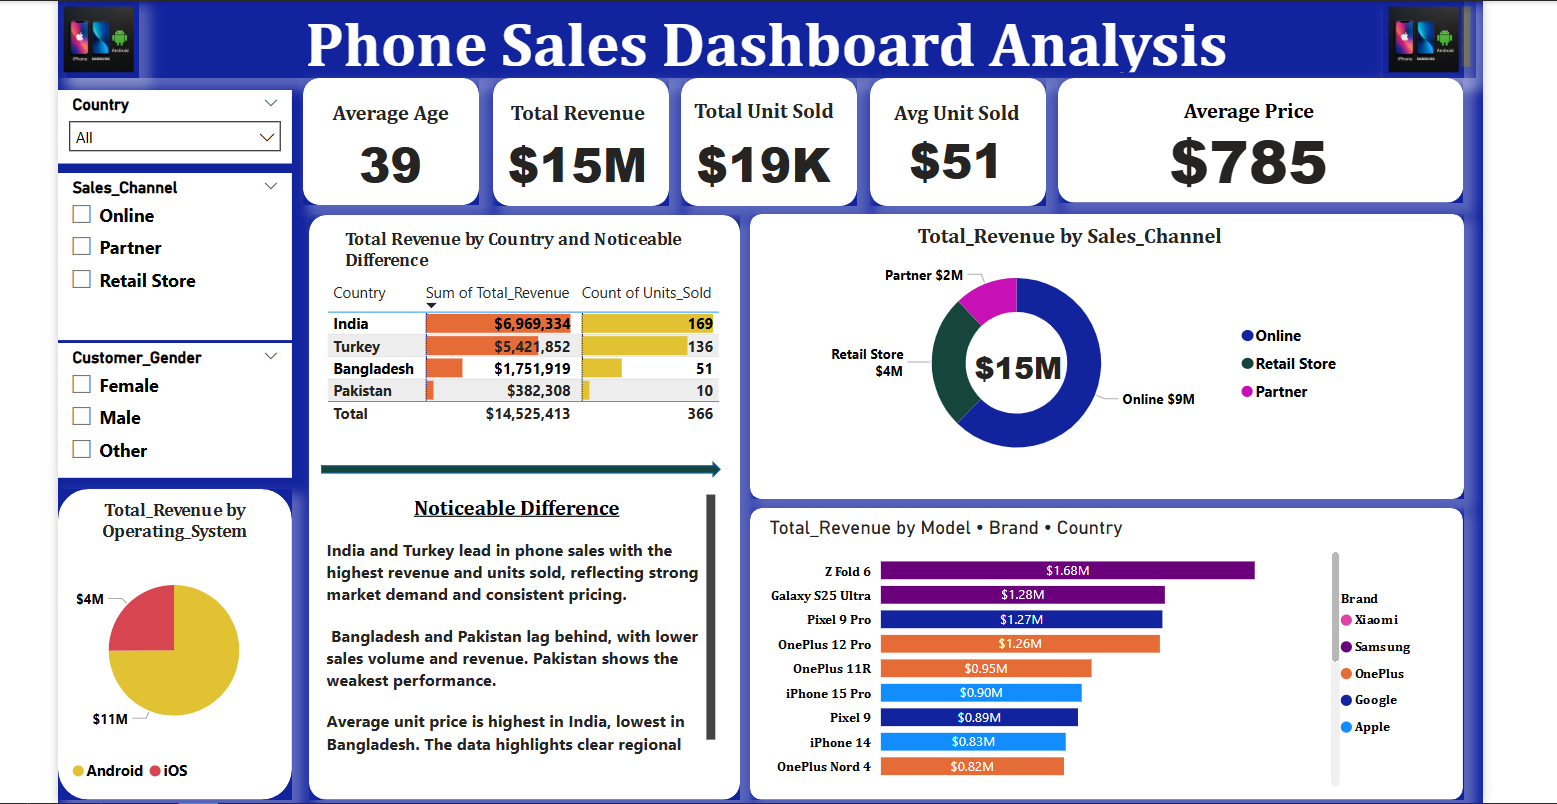 iPhone SAMSUNG Android
Phone Sales Dashboard Analysis
iPhone SAMSUNG Android
Country
All
Sales_Channel
Online
Partner
Retail Store
Customer_Gender
Female
Male
Other
Total_Revenue by
Operating_System
$4M
$11M
Android iOS
Average Age
39
Total Revenue
$15M
Total Unit Sold
$19K
Avg Unit Sold
$51
Average Price
$785
Total Revenue by Country and Noticeable
Difference
Country Sum of Total_Revenue Count of Units_Sold
India $6,969,334 169
Turkey $5,421,852 136
Bangladesh $1,751,919 51
Pakistan $382,308 10
Total $14,525,413 366
Noticeable Difference
India and Turkey lead in phone sales with the
highest revenue and units sold, reflecting strong
market demand and consistent pricing.
Bangladesh and Pakistan lag behind, with lower
sales volume and revenue. Pakistan shows the
weakest performance.
Average unit price is highest in India, lowest in
Bangladesh. The data highlights clear regional
Total_Revenue by Sales_Channel
Partner $2M
Retail Store
$4M
$15M
Online $9M
Online
Retail Store
Partner
Total_Revenue by Model • Brand • Country
Z Fold 6 $1.68M
Galaxy S25 Ultra $1.28M
Pixel 9 Pro $1.27M
OnePlus 12 Pro $1.26M
OnePlus 11R $0.95M
iPhone 15 Pro $0.90M
Pixel 9 $0.89M
iPhone 14 $0.83M
OnePlus Nord 4 $0.82M
Brand
Xiaomi
Samsung
OnePlus
Google
Apple